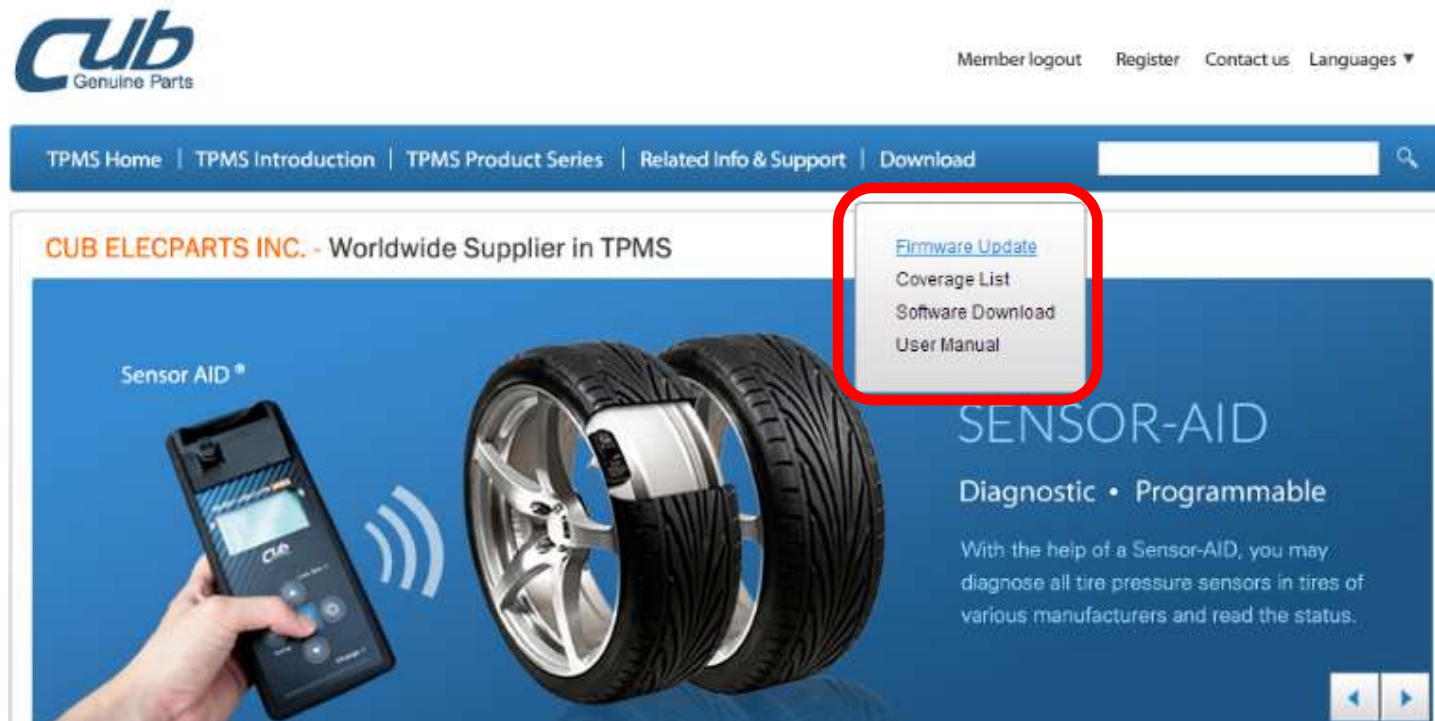 cub
Genuine Parts
Member logout Register Contact us Languages ▼
TPMS Home | TPMS Introduction | TPMS Product Series | Related Info & Support | Download
Firmware Update
Coverage List
Software Download
User Manual
CUB ELECPARTS INC. - Worldwide Supplier in TPMS
Sensor AID ®
cub
SENSOR-AID
Diagnostic • Programmable
With the help of a Sensor-AID, you may
diagnose all tire pressure sensors in tires of
various manufacturers and read the status.